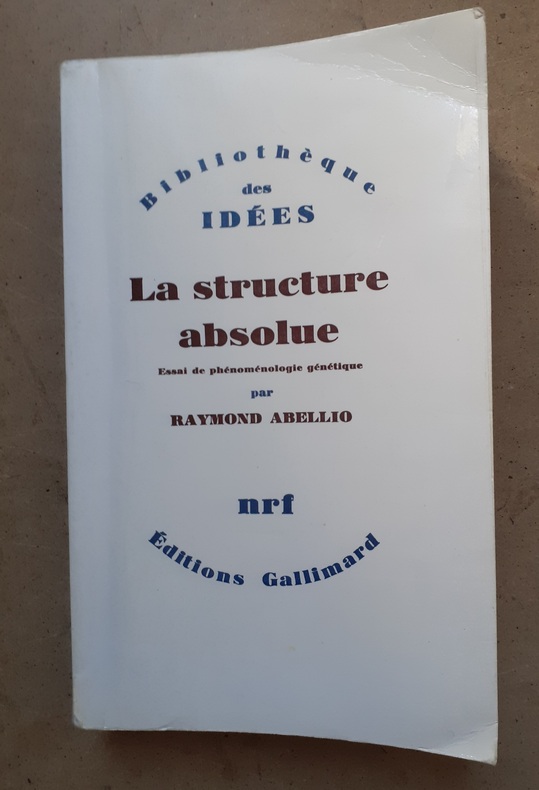 Bibliothèque
des
IDÉES
La structure
absolue
Essai de phénoménologie génétique
par
RAYMOND ABELLIO
nrf
Éditions Gallimard